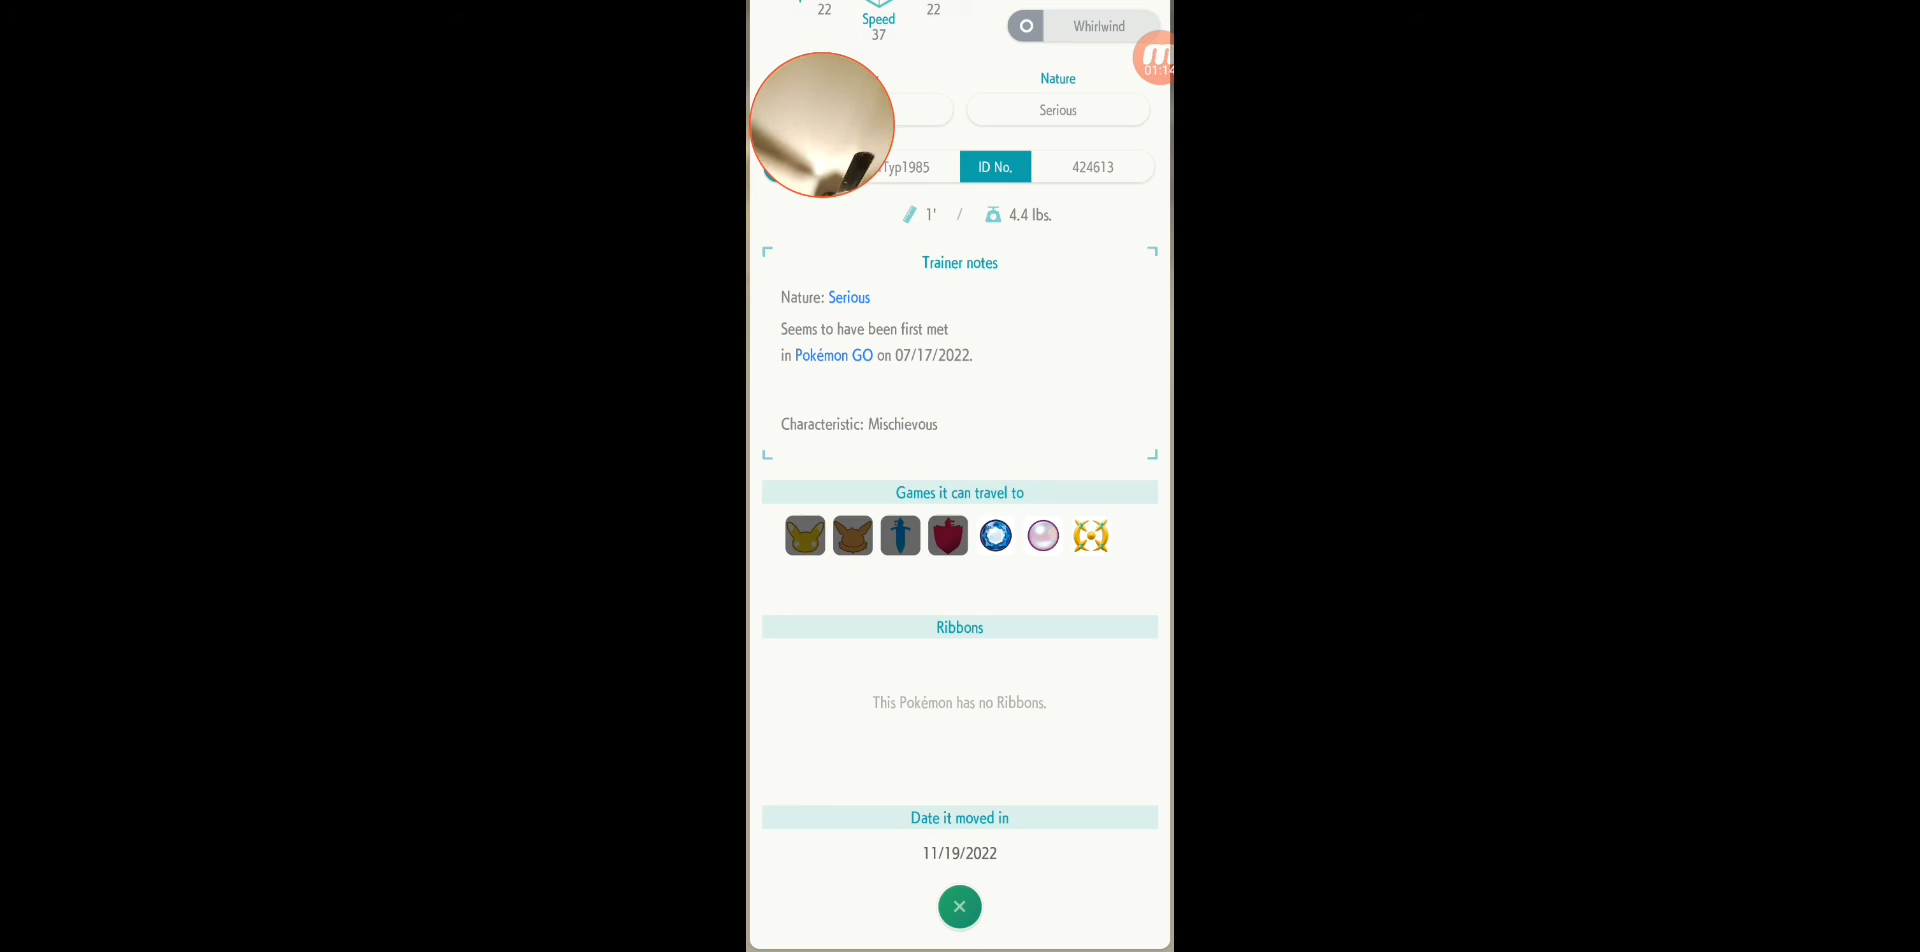 22
22
Speed
37
Whirlwind
01:14
Nature
Serious
Typ1985
ID No.
424613
1' / 4.4 lbs.
Trainer notes
Nature: Serious
Seems to have been first met
in Pokémon GO on 07/17/2022.
Characteristic: Mischievous
Games it can travel to
Ribbons
This Pokémon has no Ribbons.
Date it moved in
11/19/2022